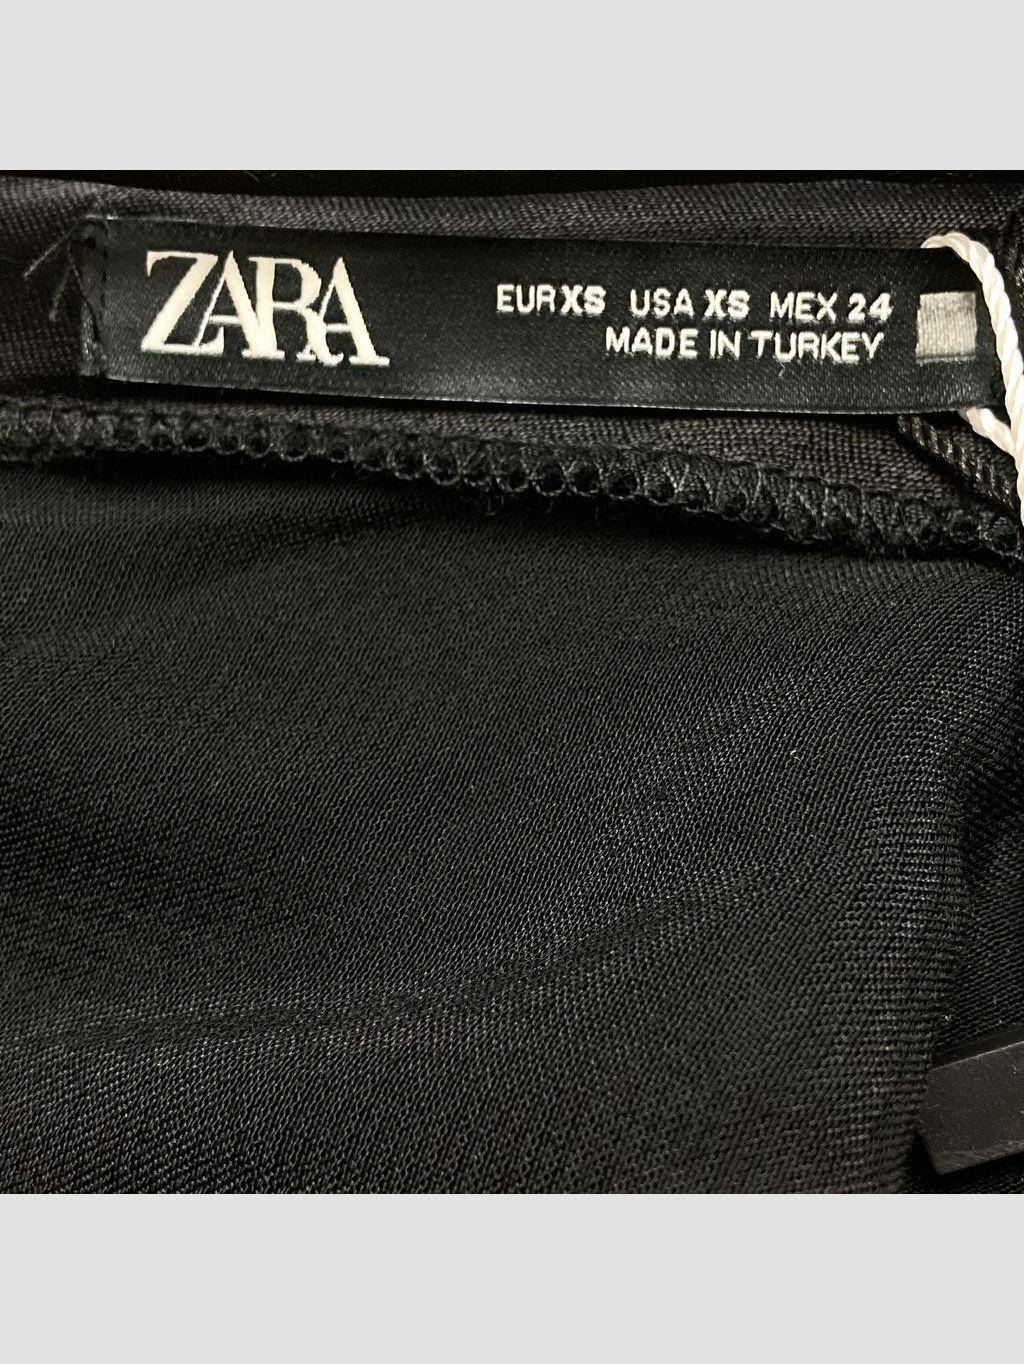 ZARA
EUR XS USA XS MEX 24
MADE IN TURKEY